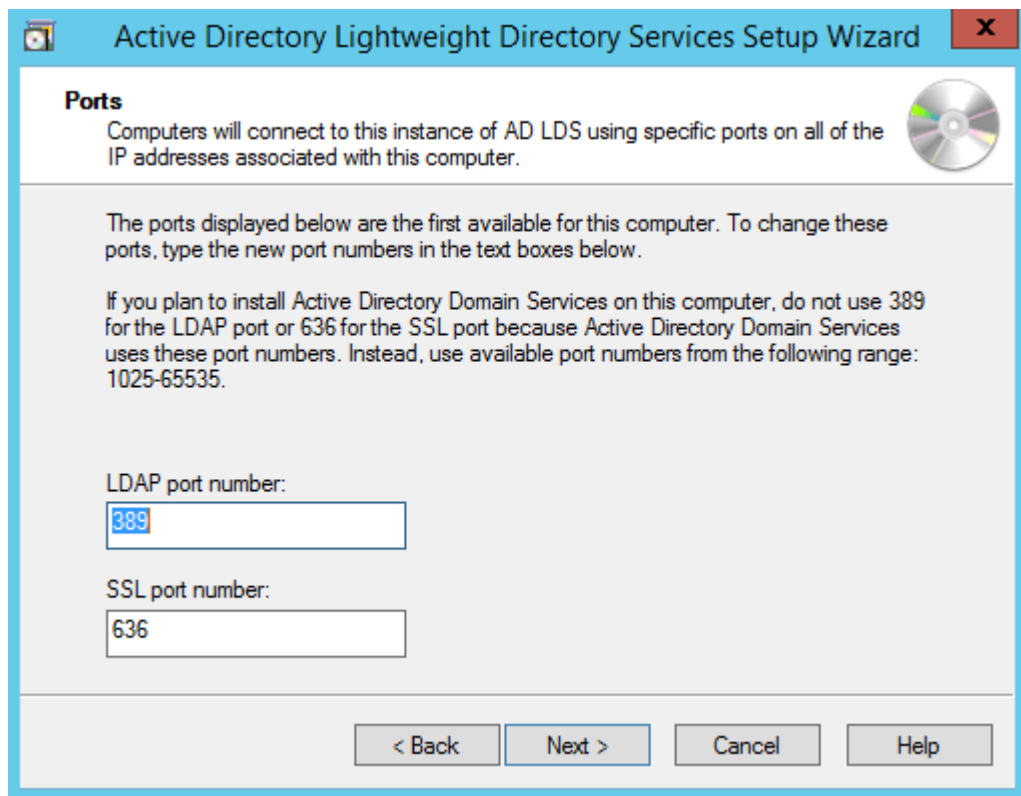 Active Directory Lightweight Directory Services Setup Wizard
x
Ports
Computers will connect to this instance of AD LDS using specific ports on all of the
IP addresses associated with this computer.
The ports displayed below are the first available for this computer. To change these
ports, type the new port numbers in the text boxes below.
If you plan to install Active Directory Domain Services on this computer, do not use 389
for the LDAP port or 636 for the SSL port because Active Directory Domain Services
uses these port numbers. Instead, use available port numbers from the following range:
1025-65535.
LDAP port number:
389
SSL port number:
636
< Back
Next >
Cancel
Help